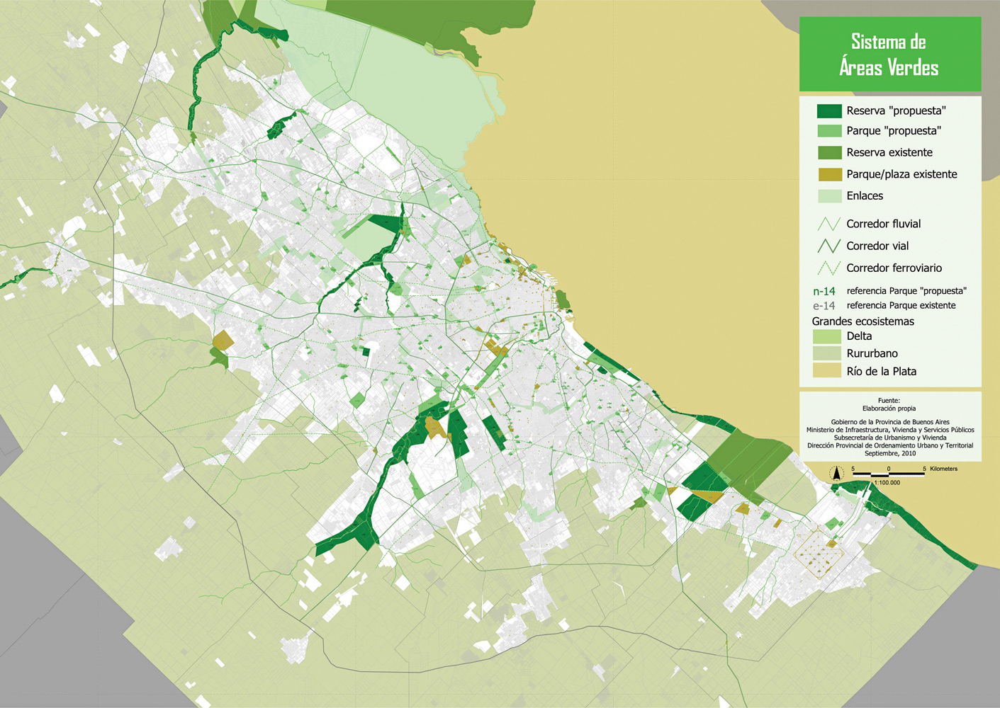 Sistema de
Áreas Verdes
Reserva "propuesta"
Parque "propuesta"
Reserva existente
Parque/plaza existente
Enlaces
Corredor fluvial
Corredor vial
Corredor ferroviario
n-14 referencia Parque "propuesta"
e-14 referencia Parque existente
Grandes ecosistemas
Delta
Rururbano
Río de la Plata
Fuente:
Elaboración propia
Gobierno de la Provincia de Buenos Aires
Ministerio de Infraestructura, Vivienda y Servicios Públicos
Subsecretaría de Urbanismo y Vivienda
Dirección Provincial de Ordenamiento Urbano y Territorial
Septiembre, 2010
5 0 5 Kilometers
1:100.000